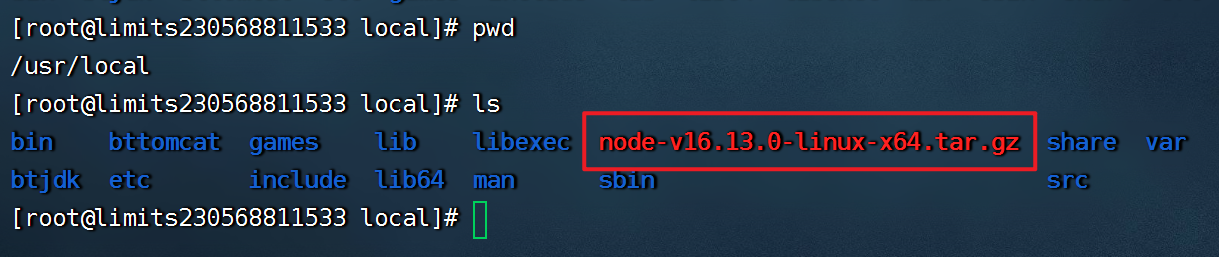 [root@limits230568811533 local]# pwd
/usr/local
[root@limits230568811533 local]# ls
bin bttomcat games lib libexec node-v16.13.0-linux-x64.tar.gz share var
btjdk etc include lib64 man sbin src
[root@limits230568811533 local]#